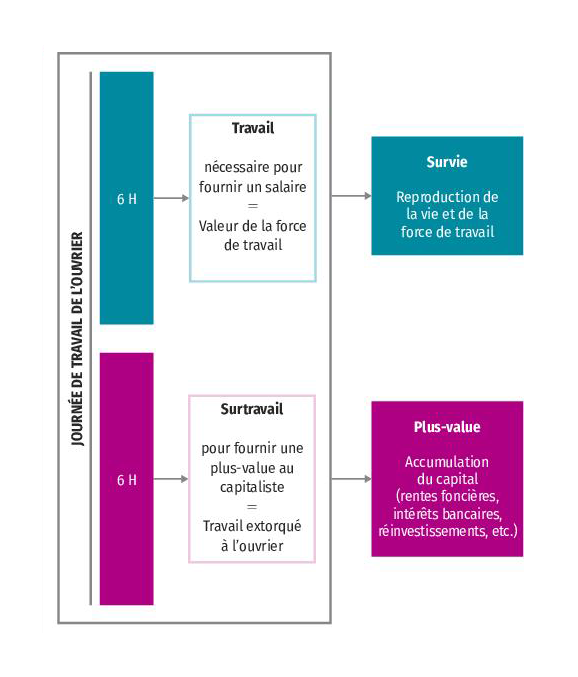 JOURNÉE DE TRAVAIL DE L'OUVRIER
6 H
Travail
nécessaire pour
fournir un salaire
=
Valeur de la force
de travail
Survie
Reproduction de
la vie et de la
force de travail
6 H
Surtravail
pour fournir une
plus-value au
capitaliste
=
Travail extorqué
à l'ouvrier
Plus-value
Accumulation
du capital
(rentes foncières,
intérêts bancaires,
réinvestissements, etc.)